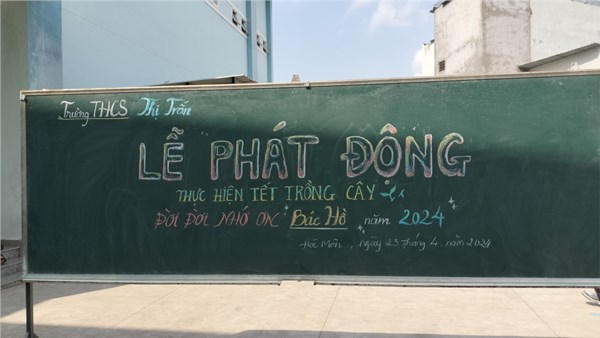 Trường THCS Thị Trấn
LỄ PHÁT ĐỘNG
THỰC HIỆN TẾT TRỒNG CÂY
ĐỜI ĐỜI NHỚ ƠN Bác Hồ năm 2024
Hóc Môn, ngày 23 tháng 4 năm 2024